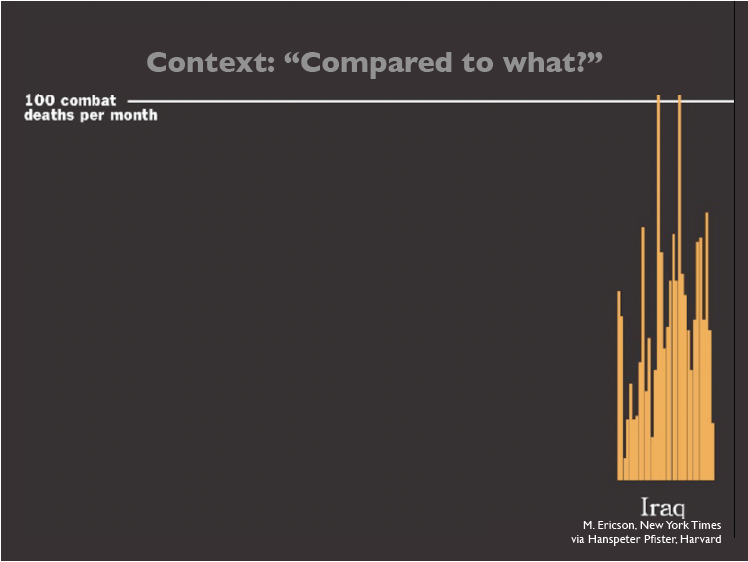 Context: “Compared to what?”
100 combat
deaths per month
Iraq
M. Ericson, New York Times
via Hanspeter Pfister, Harvard